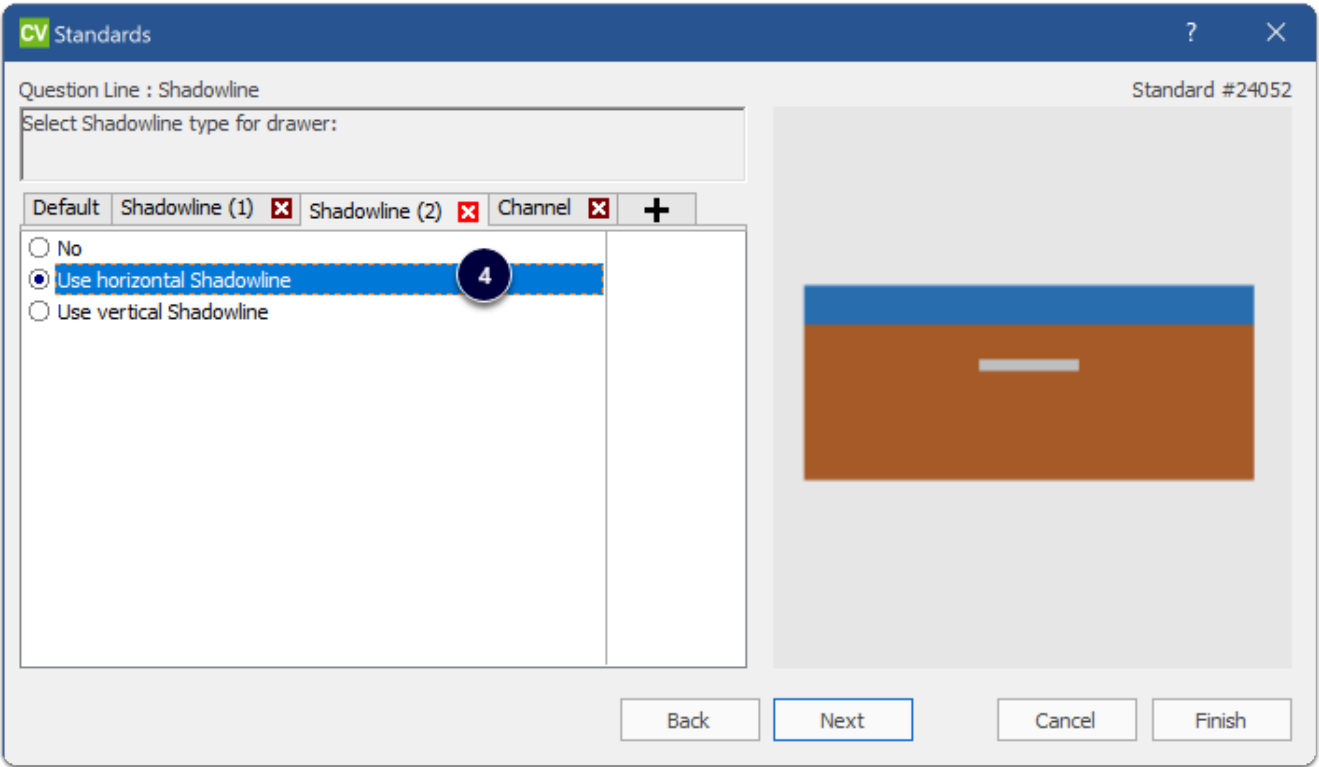 CV Standards ?
Question Line : Shadowline Standard #24052
Select Shadowline type for drawer:
Default Shadowline (1) Shadowline (2) Channel +
No
Use horizontal Shadowline 4
Use vertical Shadowline
Back Next Cancel Finish